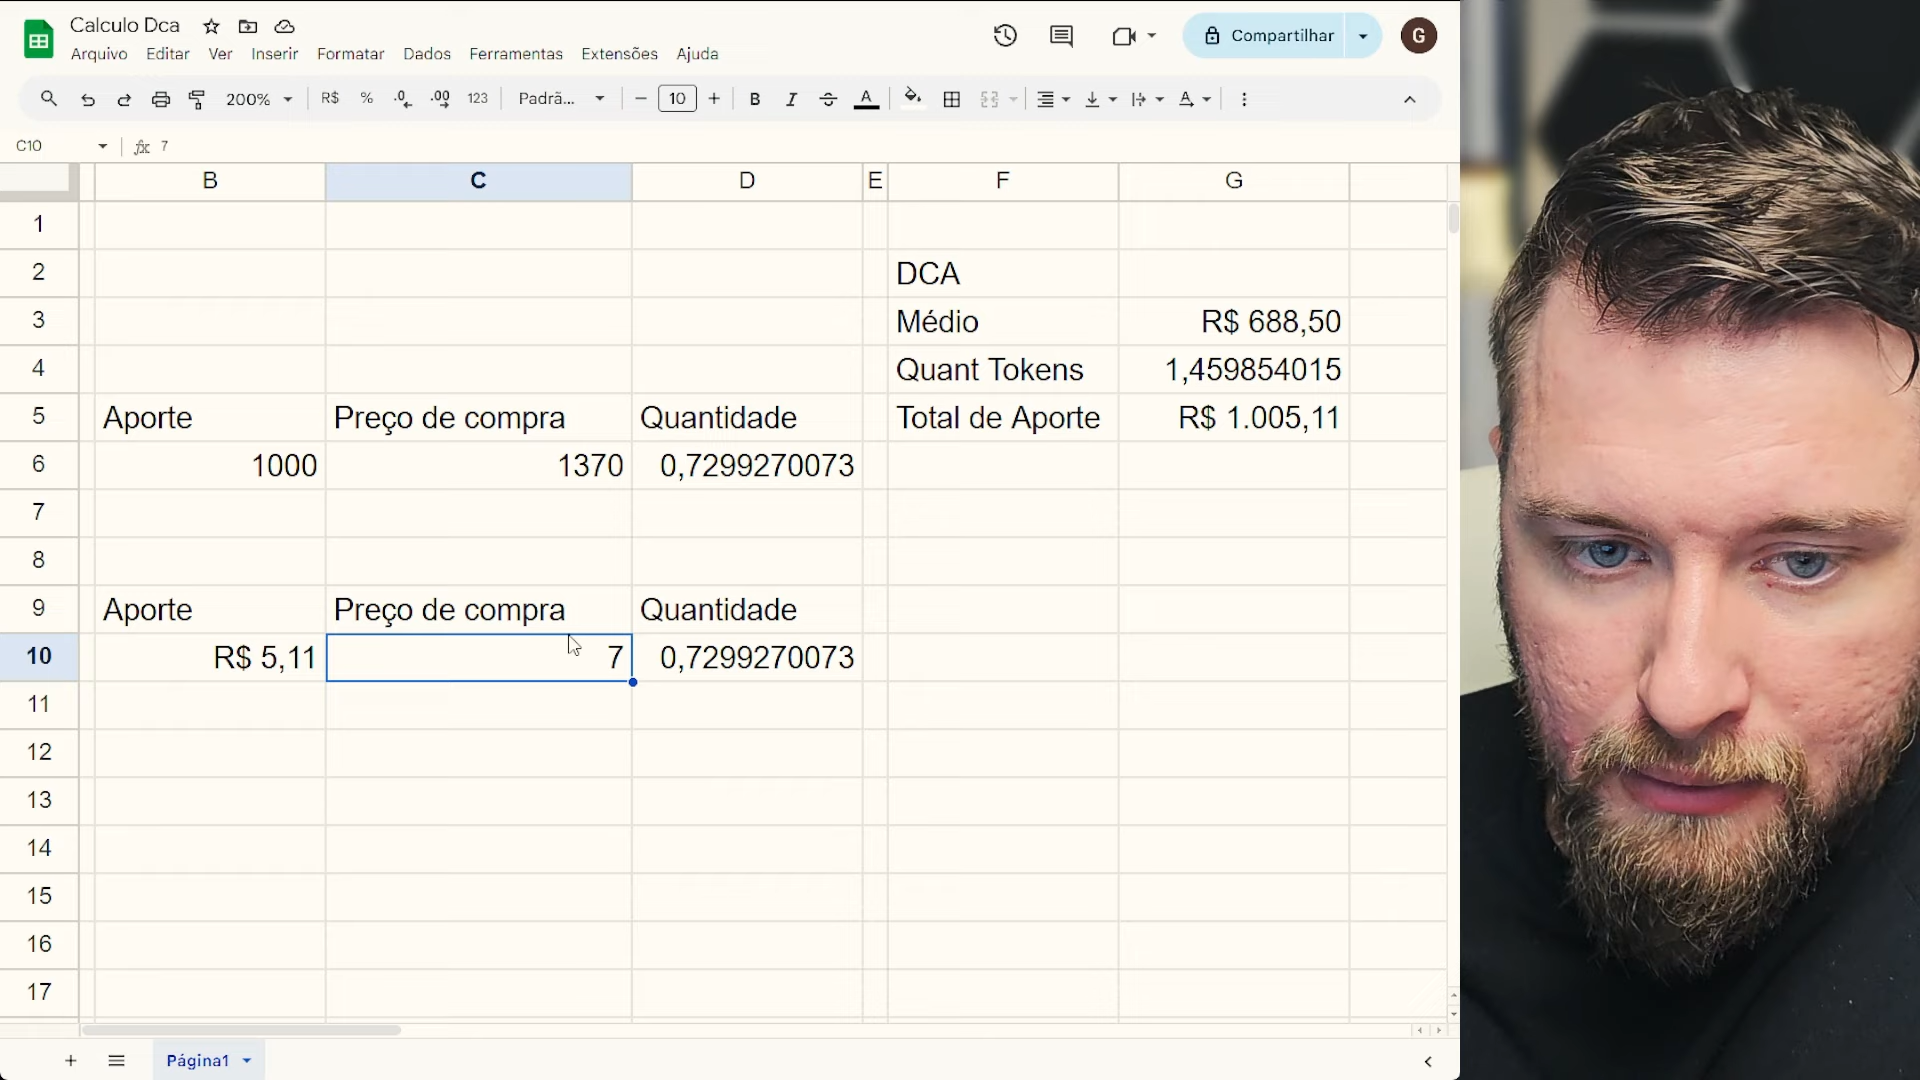 Calculo Dca
Arquivo Editar Ver Inserir Formatar Dados Ferramentas Extensões Ajuda
Compartilhar
G
200% R$ % .0 .00 123 Padrã... 10 B I A
C10 7
B C D E F G
1
2 DCA
3 Médio R$ 688,50
4 Quant Tokens 1,459854015
5 Aporte Preço de compra Quantidade Total de Aporte R$ 1.005,11
6 1000 1370 0,7299270073
7
8
9 Aporte Preço de compra Quantidade
10 R$ 5,11 7 0,7299270073
11
12
13
14
15
16
17
Página1